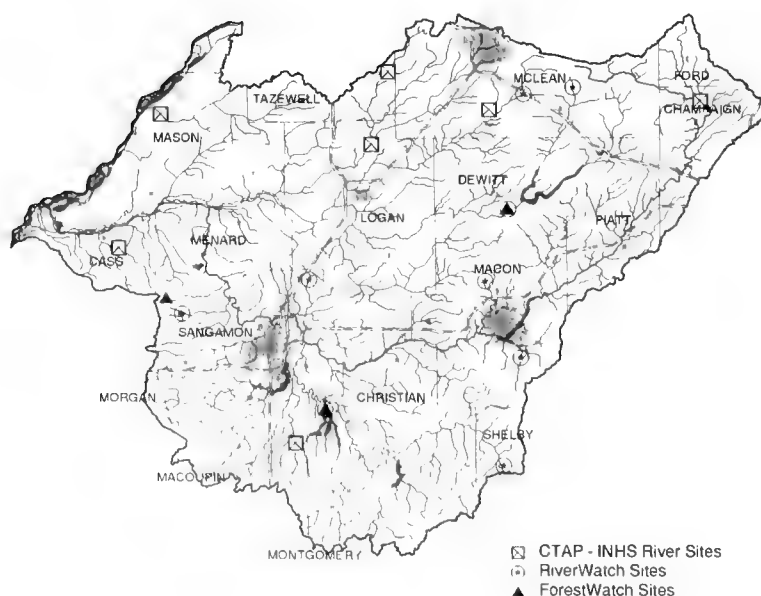 MCLEAN
FORD
TAZEWELL
CHAMPAIGN
MASON
DEWITT
LOGAN
PIATT
MENARD
CASS
MACON
SANGAMON
MORGAN
CHRISTIAN
SHELBY
MACOUPIN
MONTGOMERY
CTAP - INHS River Sites
RiverWatch Sites
ForestWatch Sites